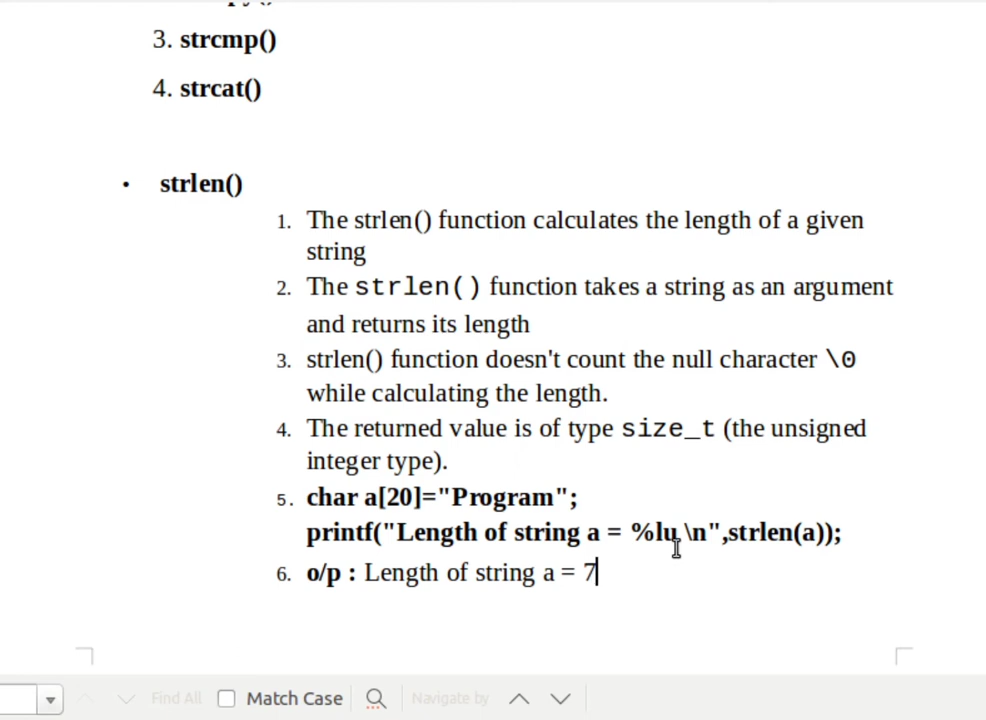 3. strcmp()
4. strcat()
• strlen()
1. The strlen() function calculates the length of a given
string
2. The strlen() function takes a string as an argument
and returns its length
3. strlen() function doesn't count the null character \0
while calculating the length.
4. The returned value is of type size_t (the unsigned
integer type).
5. char a[20]="Program";
printf("Length of string a = %lu \n",strlen(a));
6. o/p : Length of string a = 7
Find All Match Case Navigate by